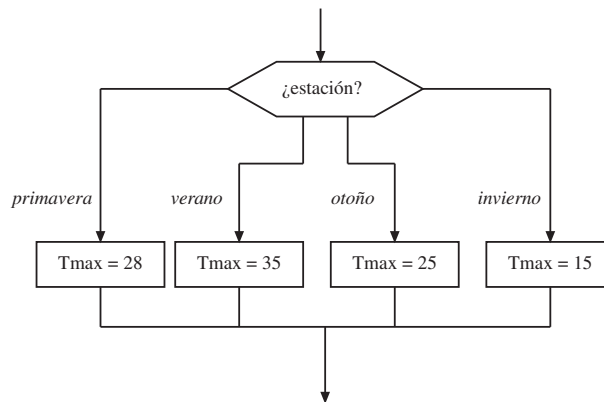 ¿estación?
primavera
verano
otoño
invierno
Tmax = 28
Tmax = 35
Tmax = 25
Tmax = 15